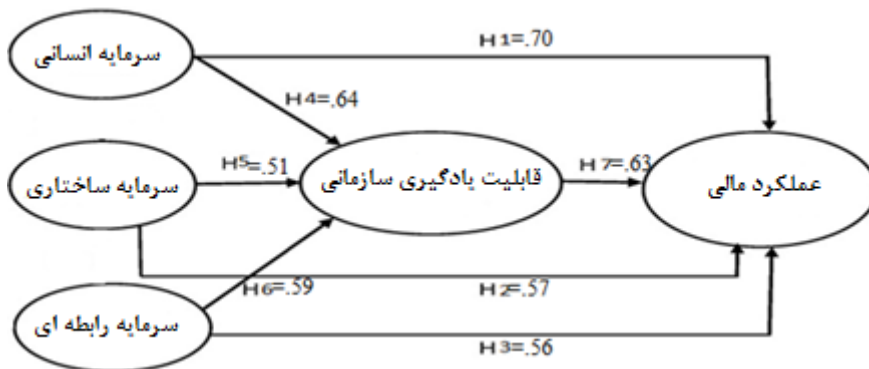 سرمایه انسانی
H1=.70
H4=.64
سرمایه ساختاری
H5=.51
قابلیت یادگیری سازمانی
H7=.63
عملکرد مالی
H6=.59
H2=.57
سرمایه رابطه ای
H3=.56